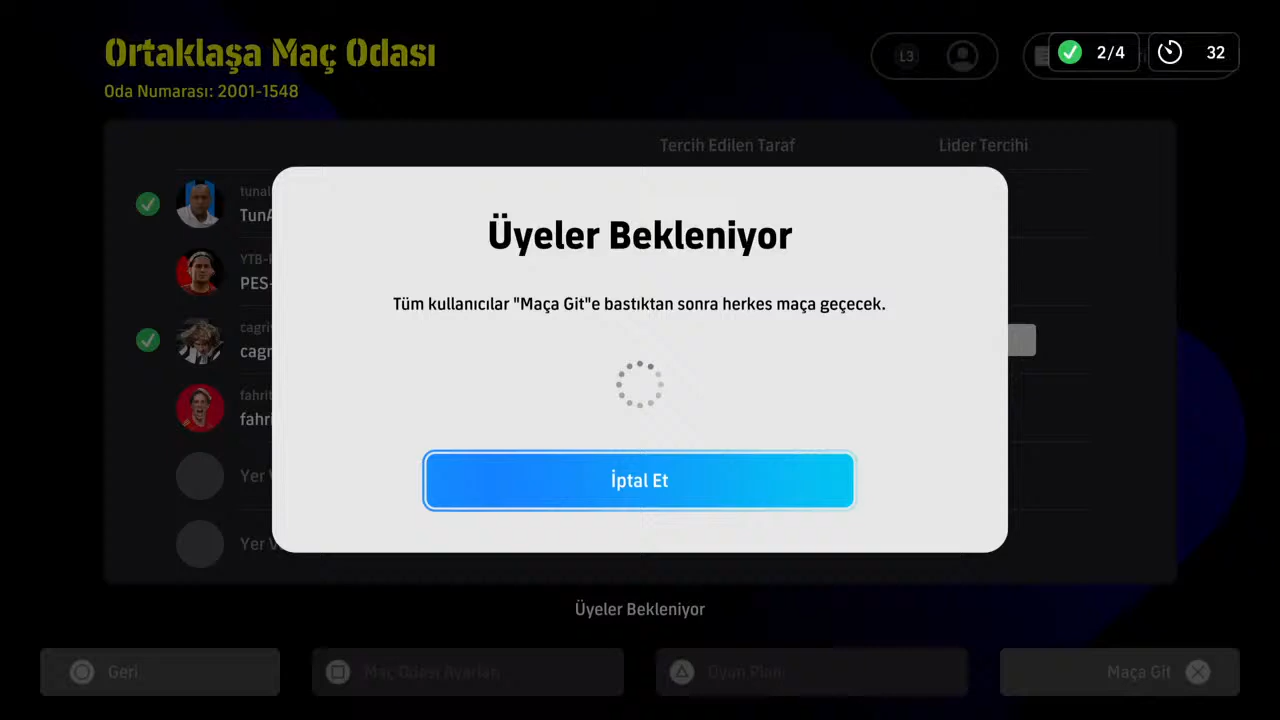 Ortaklaşa Maç Odası
Oda Numarası: 2001-1548
L3
2/4
32
Tercih Edilen Taraf
Lider Tercihi
Üyeler Bekleniyor
Tüm kullanıcılar "Maça Git"e bastıktan sonra herkes maça geçecek.
İptal Et
Yer
Yer
Üyeler Bekleniyor
Geri
Maç Odası Ayarları
Oyun Planı
Maça Git